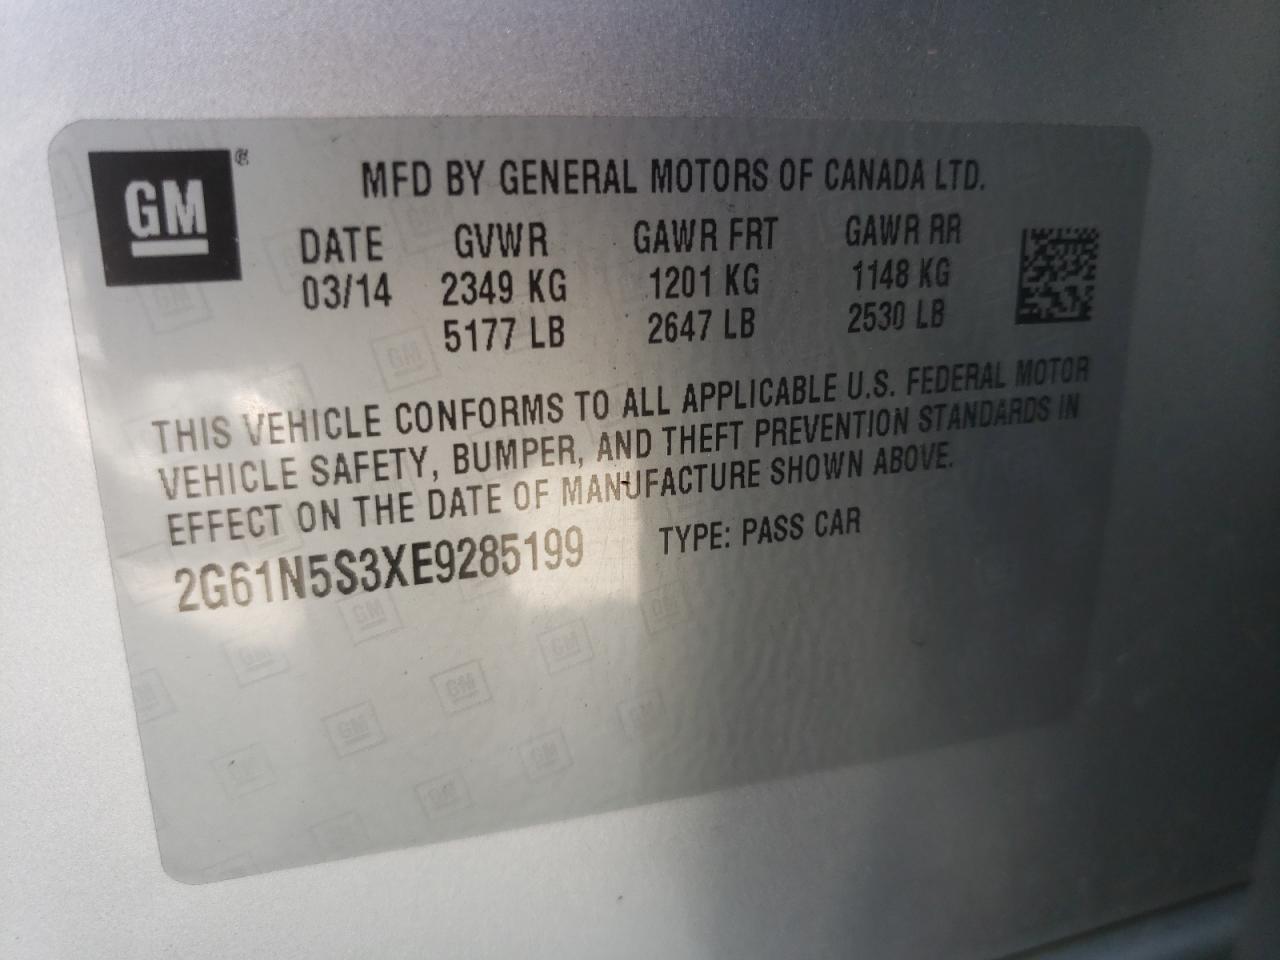 GM
MFD BY GENERAL MOTORS OF CANADA LTD.
DATE GVWR GAWR FRT GAWR RR
03/14 2349 KG 1201 KG 1148 KG
5177 LB 2647 LB 2530 LB
THIS VEHICLE CONFORMS TO ALL APPLICABLE U.S. FEDERAL MOTOR
VEHICLE SAFETY, BUMPER, AND THEFT PREVENTION STANDARDS IN
EFFECT ON THE DATE OF MANUFACTURE SHOWN ABOVE.
2G61N5S3XE9285199 TYPE: PASS CAR